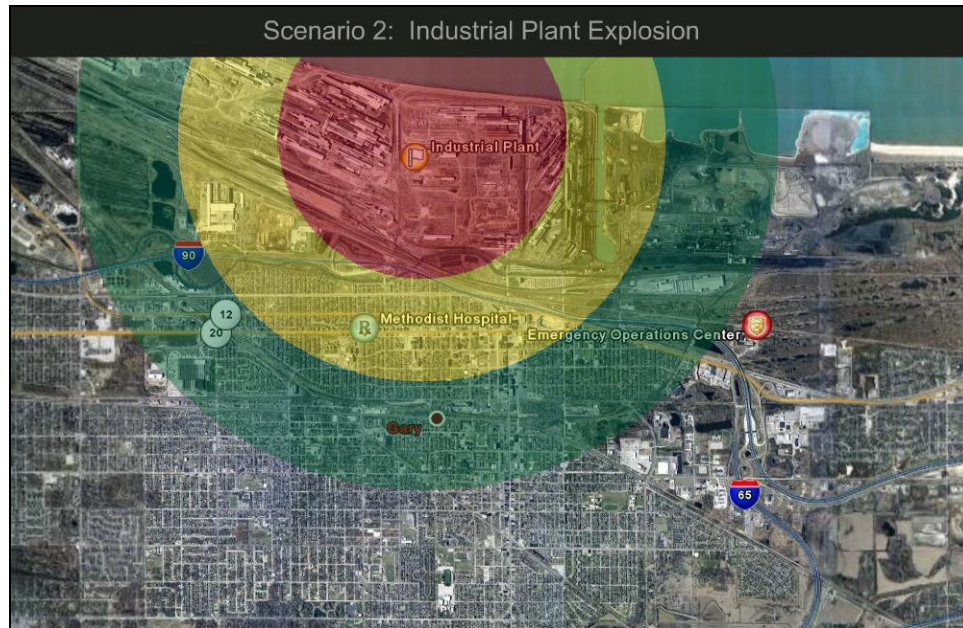 Scenario 2: Industrial Plant Explosion
Industrial Plant
90
12
Methodist Hospital
20
Emergency Operations Center
Gary
65